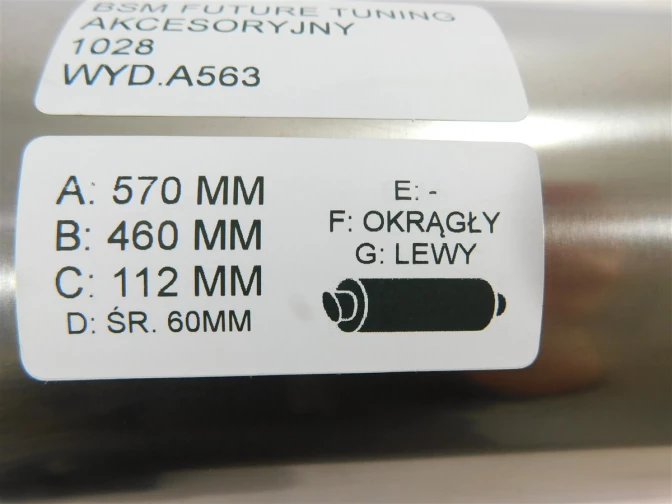 BSM FUTURE TUNING
AKCESORYJNY
1028
WYD.A563
A: 570 MM
B: 460 MM
C: 112 MM
D: ŚR. 60MM
E: -
F: OKRĄGŁY
G: LEWY